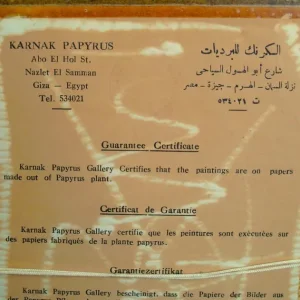 KARNAK PAPYRUS
Abo El Hol St.
Nazlet El Samman
Giza — Egypt
Tel. 534021
الكرنك للبرديات
شارع أبو الهول السياحى
نزلة السمان - الهرم - جيزة - مصر
ت ٥٣٤٠٢١
Guarantee Certificate
Karnak Papyrus Gallery Certifies that the paintings are on papers
made out of Papyrus plant.
Certificat de Garantie
Karnak Papyrus Gallery certifie que les peintures sont exécutées sur
des papiers fabriqués de la plante papyrus.
Garantiezertifikat
Karnak Papyrus Gallery bescheinigt, dass die Papiere der Bilder aus